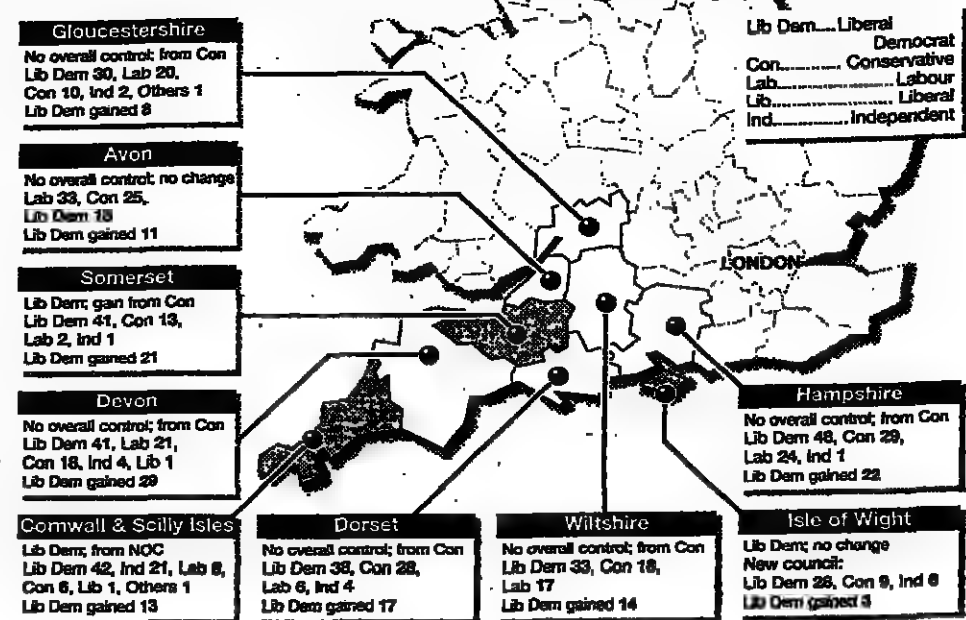 Gloucestershire
No overall control; from Con
Lib Dem 30, Lab 20,
Con 10, Ind 2, Others 1
Lib Dem gained 8
Avon
No overall control; no change
Lab 33, Con 25,
Lib Dem 18
Lib Dem gained 11
Somerset
Lib Dem; gain from Con
Lib Dem 41, Con 13,
Lab 2, Ind 1
Lib Dem gained 21
Devon
No overall control; from Con
Lib Dem 41, Lab 21,
Con 18, Ind 4, Lib 1
Lib Dem gained 29
Cornwall & Scilly Isles
Lib Dem; from NOC
Lib Dem 42, Ind 21, Lab 8,
Con 6, Lib 1, Others 1
Lib Dem gained 13
Dorset
No overall control; from Con
Lib Dem 38, Con 28,
Lab 6, Ind 4
Lib Dem gained 17
Wiltshire
No overall control; from Con
Lib Dem 33, Con 18,
Lab 17
Lib Dem gained 14
Isle of Wight
Lib Dem; no change
New council:
Lib Dem 26, Con 9, Ind 6
Lib Dem gained
Hampshire
No overall control; from Con
Lib Dem 48, Con 29,
Lab 24, Ind 1
Lib Dem gained 22
LONDON
Lib Dem....Liberal
Democrat
Con............ Conservative
Lab.......................Labour
Lib........................ Liberal
Ind...............Independent